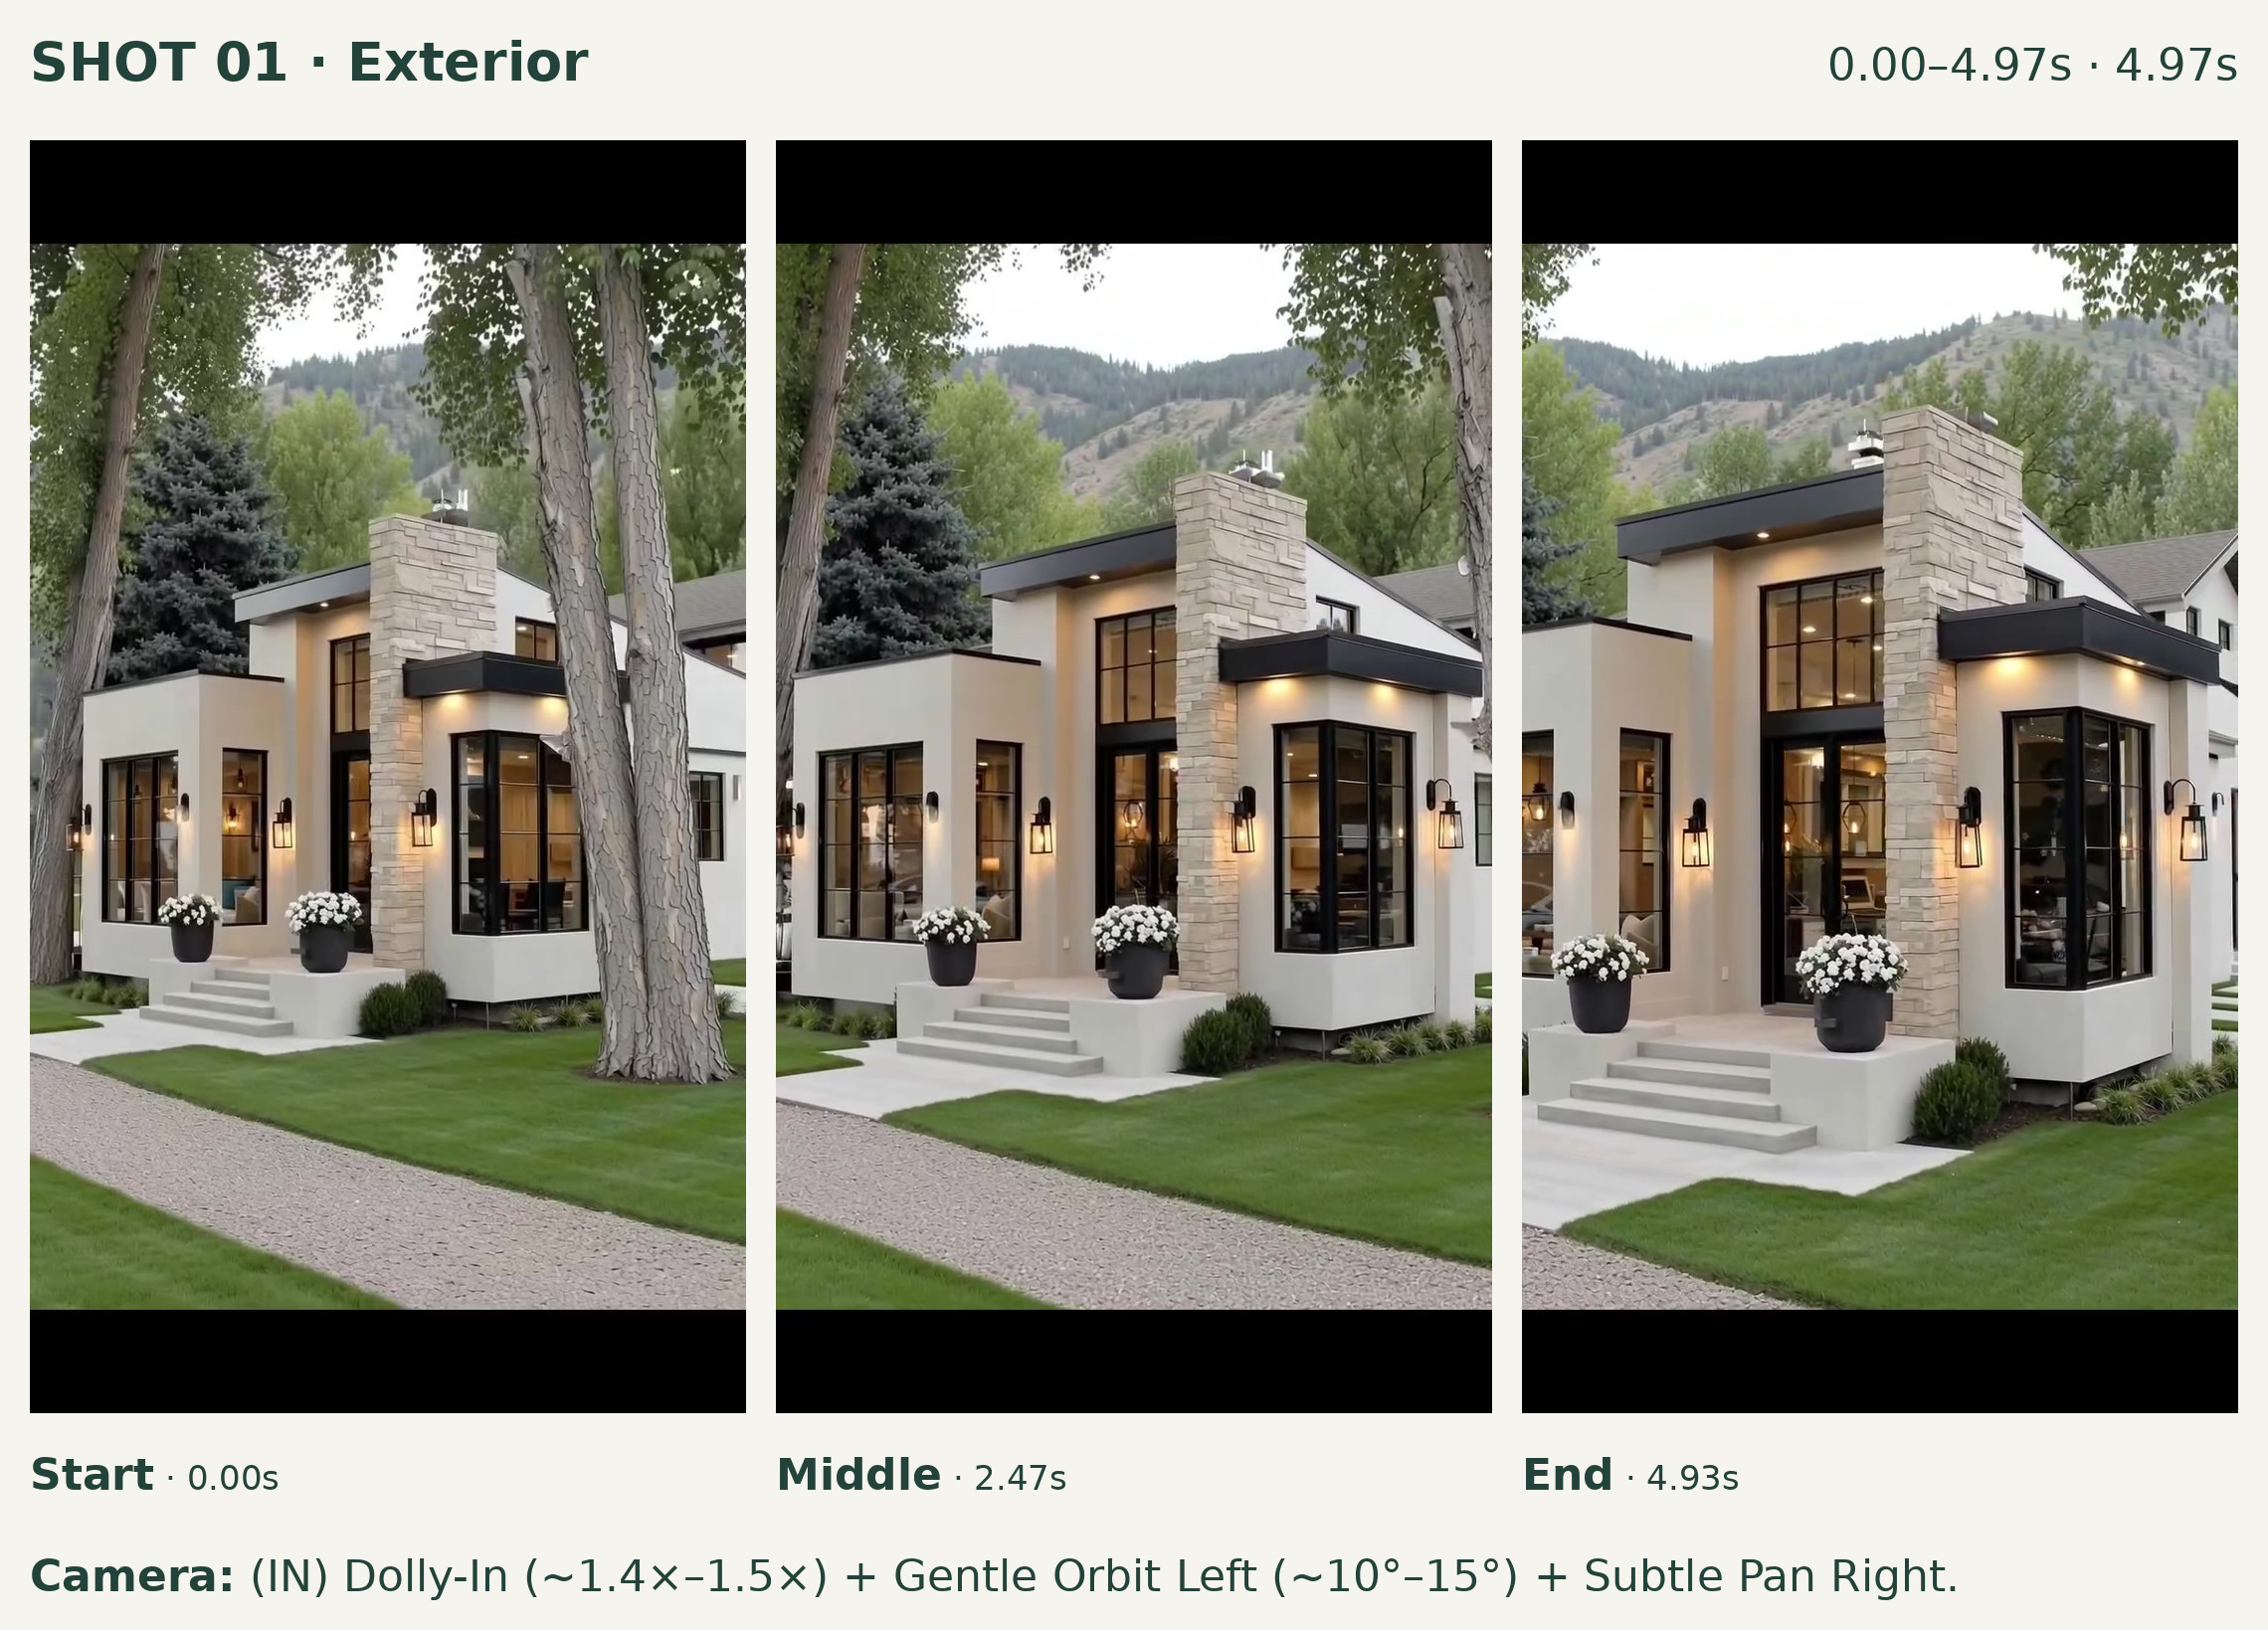 SHOT 01 · Exterior
0.00–4.97s · 4.97s
Start · 0.00s
Middle · 2.47s
End · 4.93s
Camera: (IN) Dolly-In (~1.4×–1.5×) + Gentle Orbit Left (~10°–15°) + Subtle Pan Right.